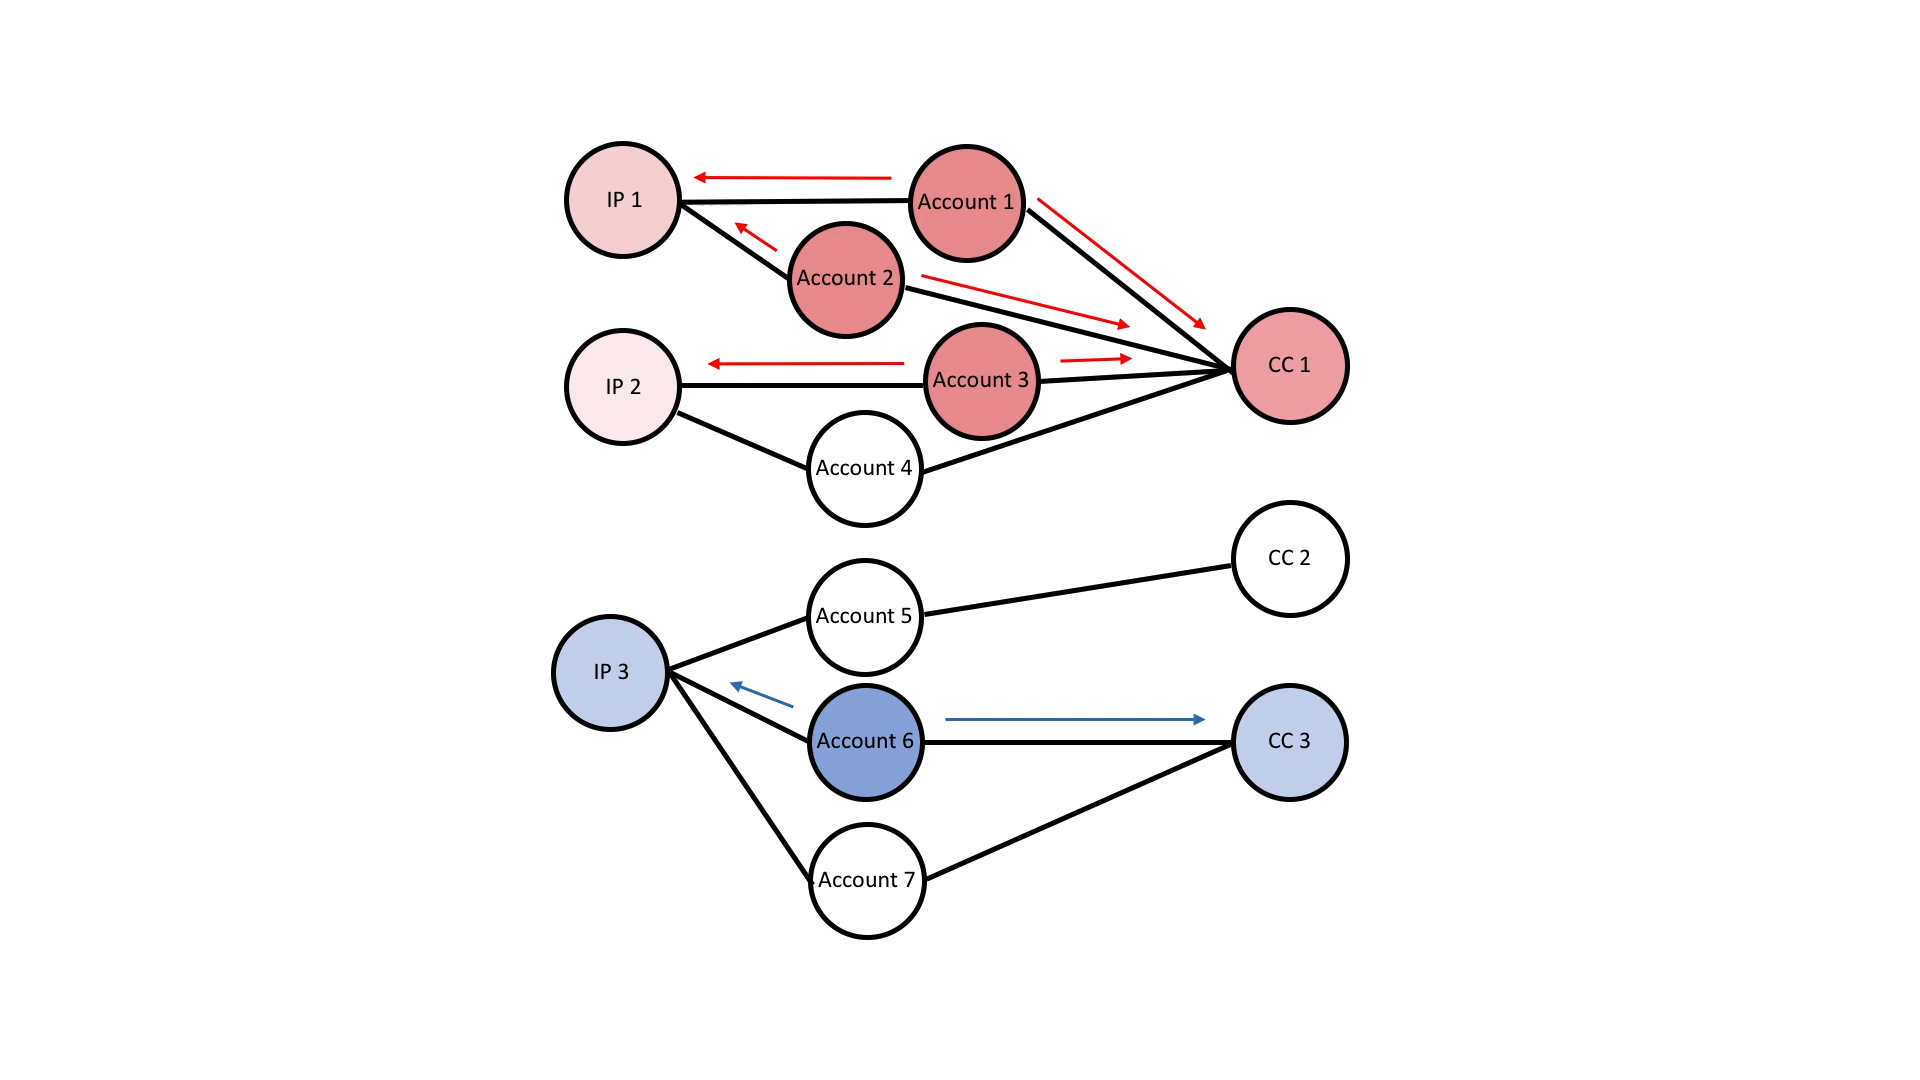 IP 1
Account 1
Account 2
CC 1
IP 2
Account 3
Account 4
CC 2
Account 5
IP 3
Account 6
CC 3
Account 7